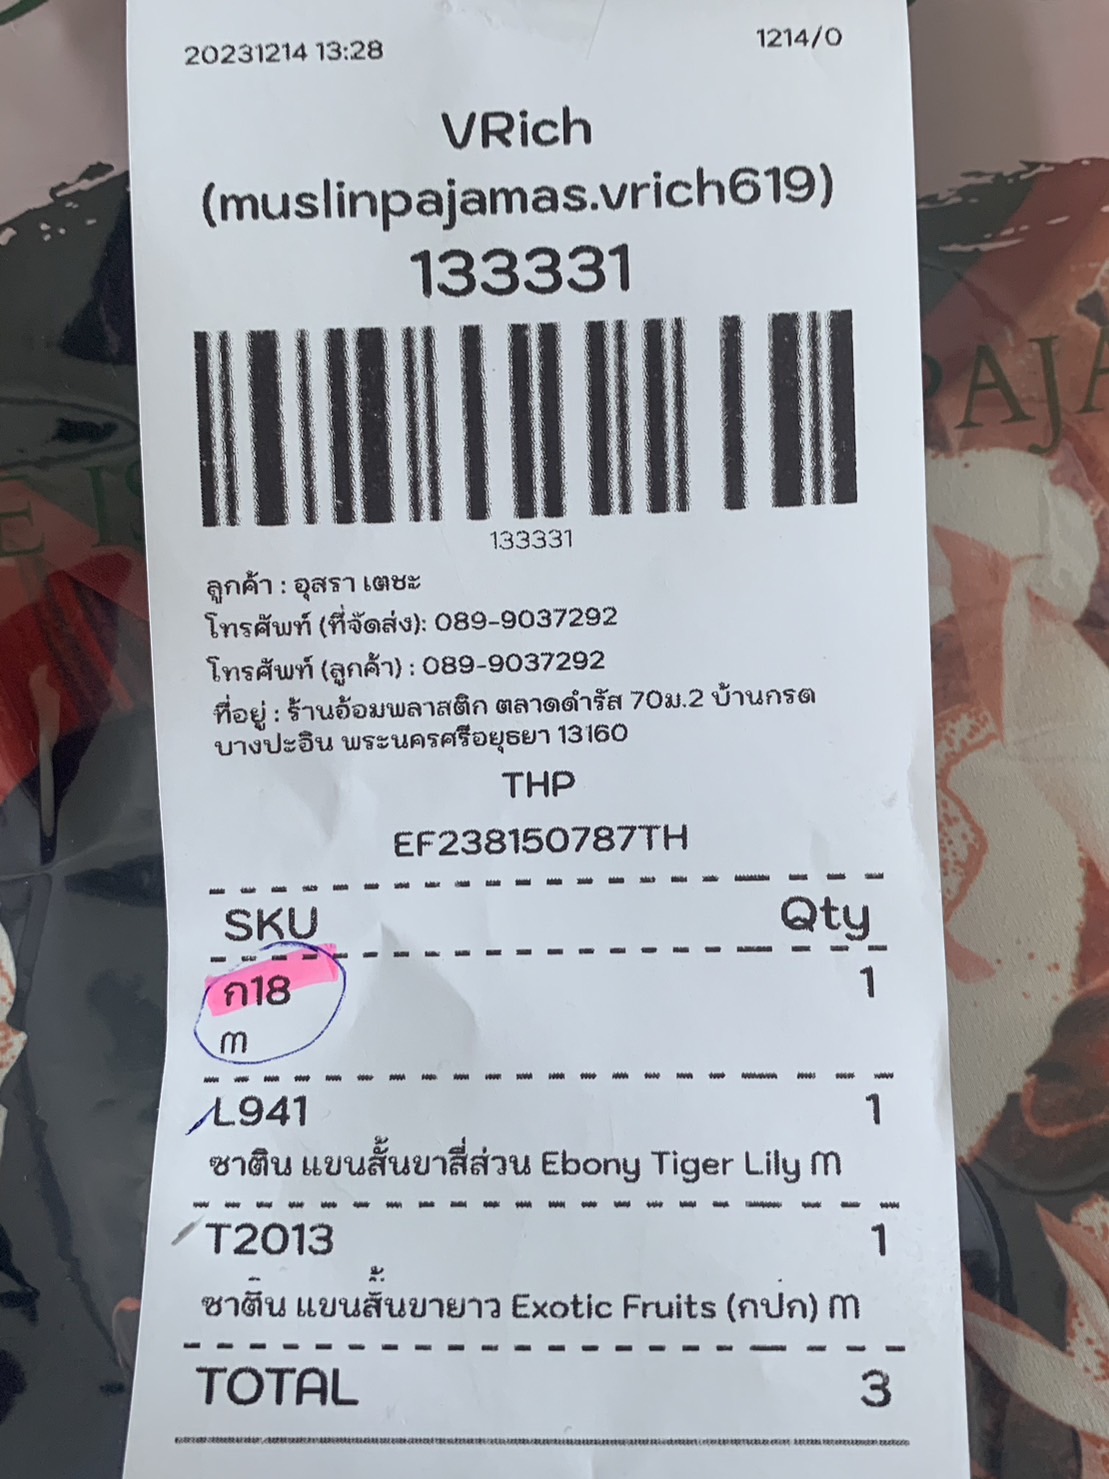 20231214 13:28 1214/0
VRich
(muslinpajamas.vrich619)
133331
133331
ลูกค้า : อุสรา เตชะ
โทรศัพท์ (ที่จัดส่ง): 089-9037292
โทรศัพท์ (ลูกค้า) : 089-9037292
ที่อยู่ : ร้านอ้อมพลาสติก ตลาดดำรัส 70ม.2 บ้านกรด
บางปะอิน พระนครศรีอยุธยา 13160
THP
EF238150787TH
SKU Qty
ก18 1
m
L941 1
ซาติน แขนสั้นขาสี่ส่วน Ebony Tiger Lily m
T2013 1
ซาติน แขนสั้นขายาว Exotic Fruits (กปก) m
TOTAL 3
PAJA
E IS